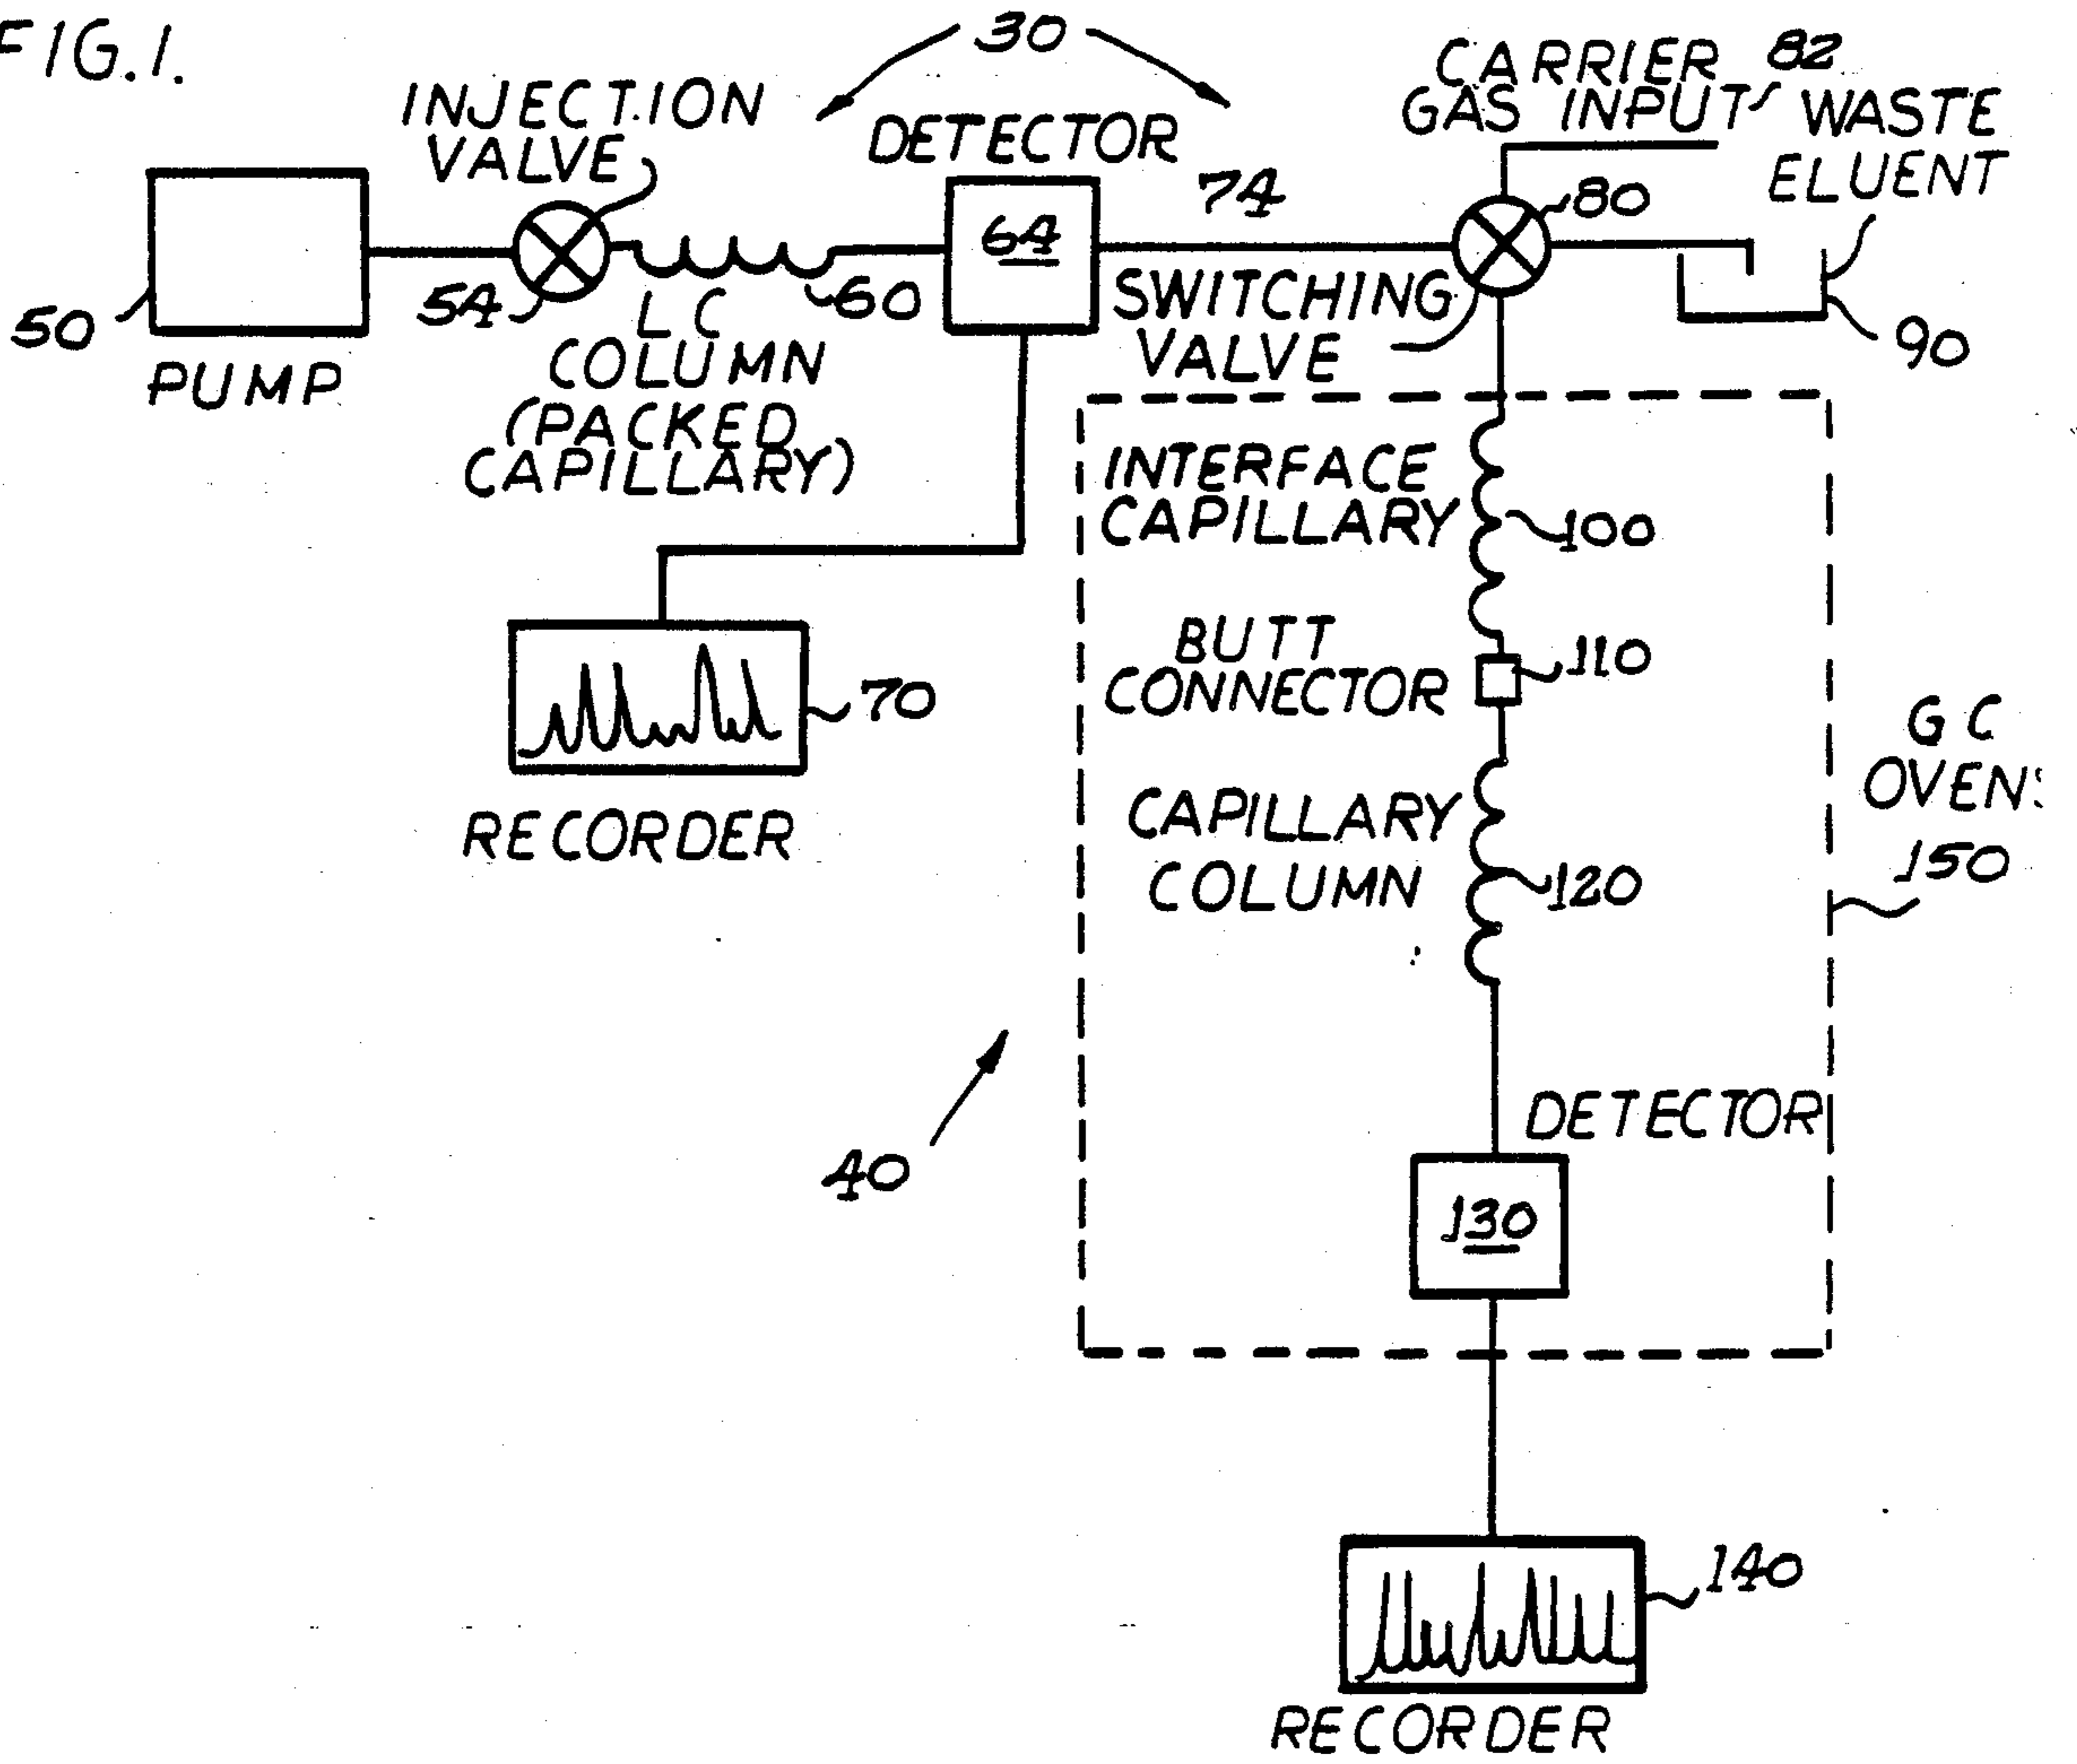 FIG.1.
30
CARRIER 82
GAS INPUT
WASTE
ELUENT
INJECTION
VALVE
DETECTOR
74
80
64
50
54
60
SWITCHING
VALVE
90
PUMP
LC
COLUMN
(PACKED
CAPILLARY)
INTERFACE
CAPILLARY
100
BUTT
CONNECTOR
110
70
GC
OVENS
150
RECORDER
CAPILLARY
COLUMN
120
40
DETECTOR
130
140
RECORDER